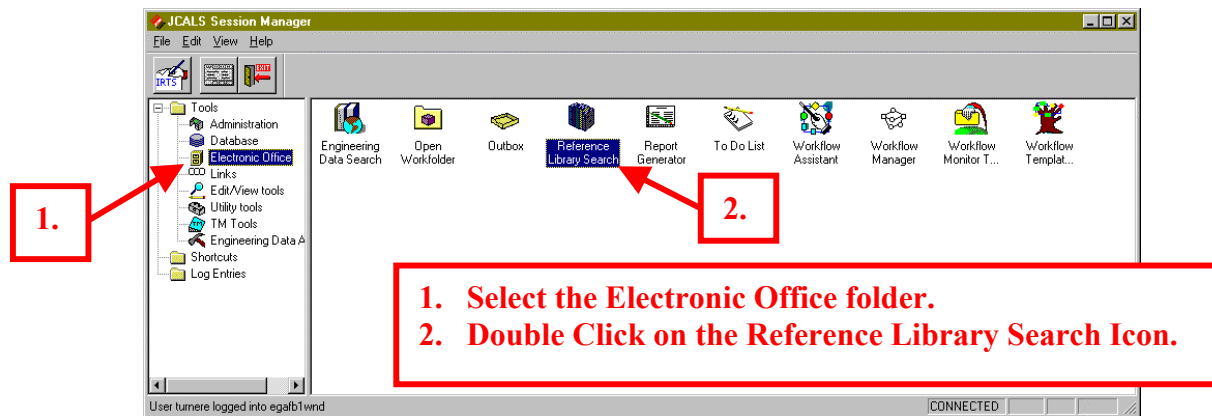 JCALS Session Manager
File Edit View Help
IRTS EXIT
Tools
Administration
Database
Electronic Office
Links
Edit/View tools
Utility tools
TM Tools
Engineering Data A
Shortcuts
Log Entries
Engineering
Data Search
Open
Workfolder
Outbox
Reference
Library Search
Report
Generator
To Do List
Workflow
Assistant
Workflow
Manager
Workflow
Monitor T...
Workflow
Templat...
1.
2.
1. Select the Electronic Office folder.
2. Double Click on the Reference Library Search Icon.
User turnere logged into egafb1wnd
CONNECTED